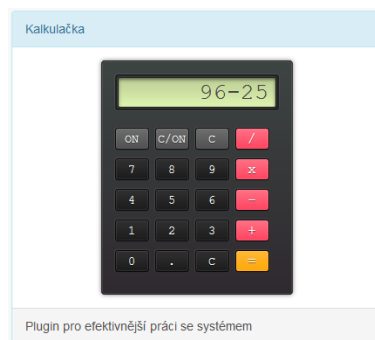 Kalkulačka
96-25
ON C/ON C /
7 8 9 x
4 5 6 -
1 2 3 +
0 . C =
Plugin pro efektivnější práci se systémem